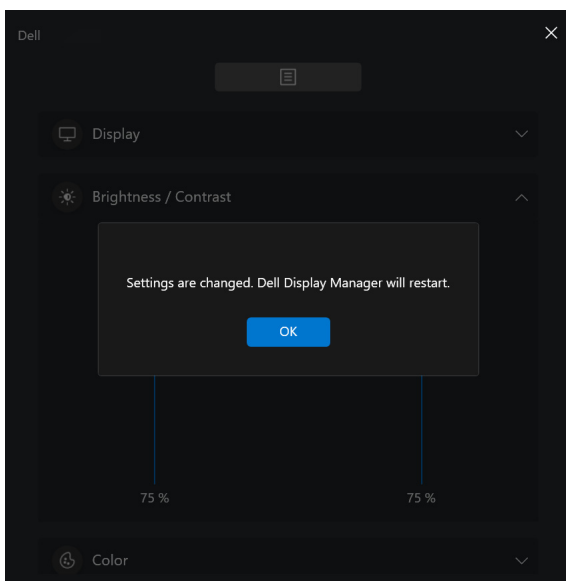 Dell
Display
Brightness / Contrast
Settings are changed. Dell Display Manager will restart.
OK
75 %
75 %
Color